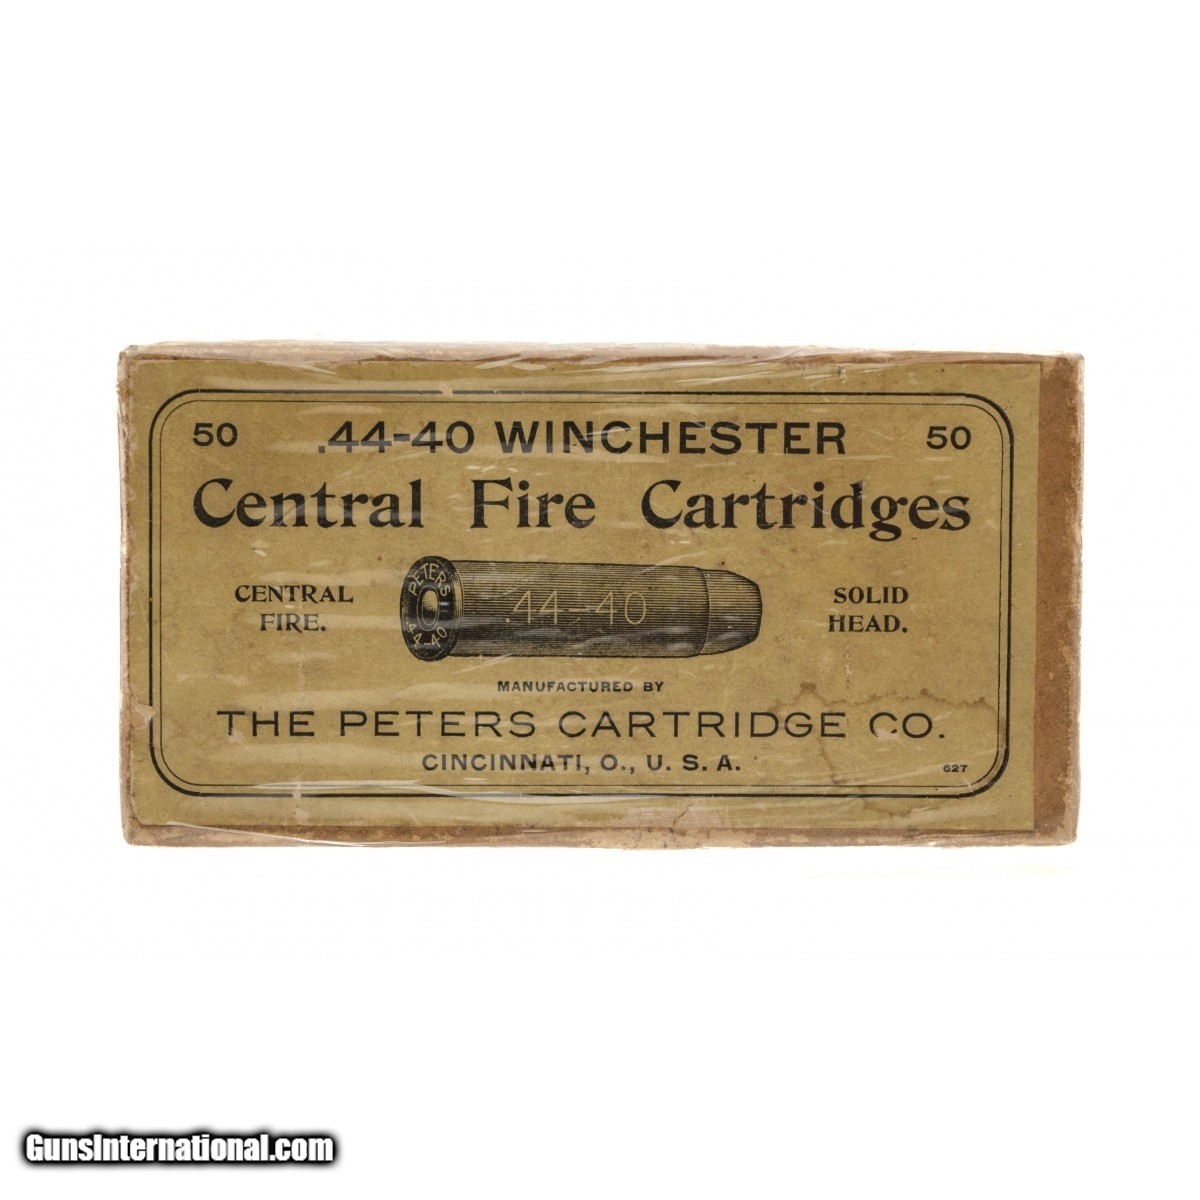 50 .44-40 WINCHESTER 50
Central Fire Cartridges
CENTRAL FIRE.
PETERS
.44-40
.44-40
SOLID HEAD.
MANUFACTURED BY
THE PETERS CARTRIDGE CO.
CINCINNATI, O., U. S. A.
627
GunsInternational.com